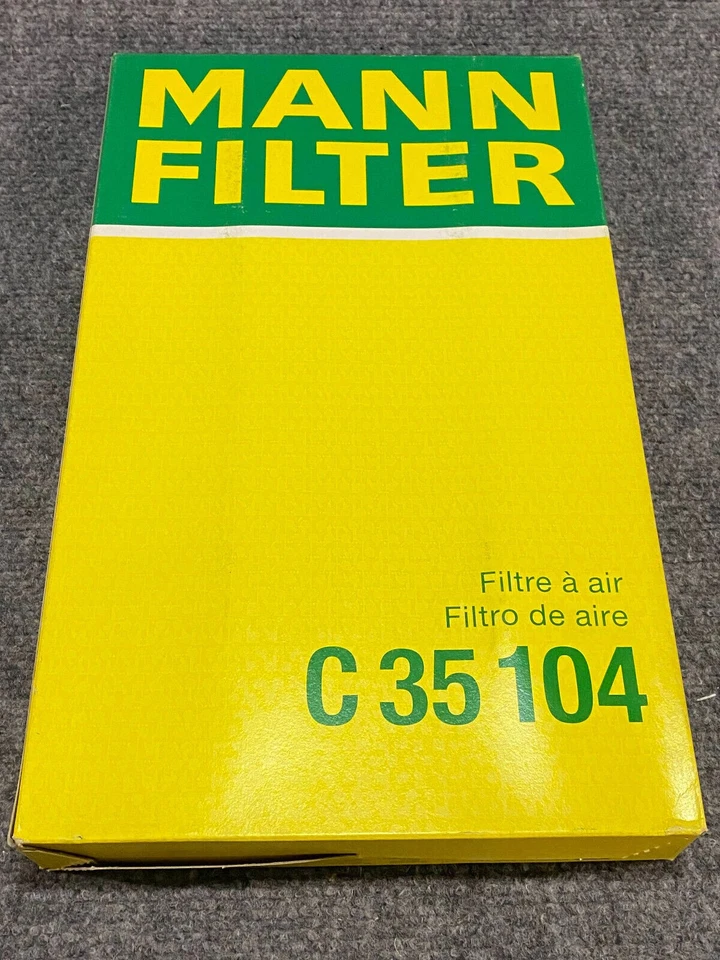 MANN
FILTER
Filtre à air
Filtro de aire
C 35 104